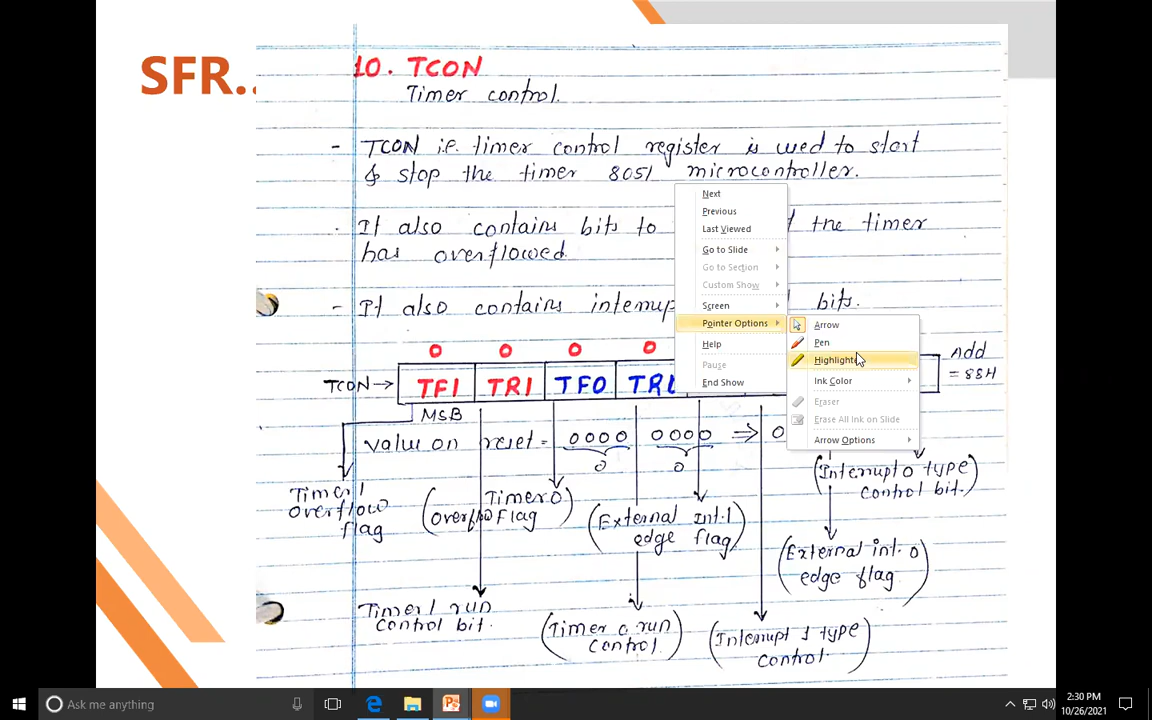 SFR..
10. TCON
Timer control.
- TCON i.e. timer control register is used to start
& stop the timer 8051 microcontroller.
· It also contains bits to the timer
has overflowed
- It also contains bits.
0 0 0 0
TCON → TF1 TR1 TF0 Add
= 88H
MSB
value on reset = 0000 0000 ⇒ 0
0 0
Timer 1
overflow
flag
(Timer 0
overflow flag)
(External Int.1
edge flag)
(Interrupt 0 type
control bit.)
(External int. 0
edge flag)
Timer 1 run
control bit.
(Timer 0 run
control.)
(Interrupt 1 type
control.)
Next
Previous
Last Viewed
Go to Slide
Go to Section
Custom Show
Screen
Pointer Options
Help
Pause
End Show
Arrow
Pen
Highlighter
Ink Color
Eraser
Erase All Ink on Slide
Arrow Options
Ask me anything
2:30 PM
10/26/2021